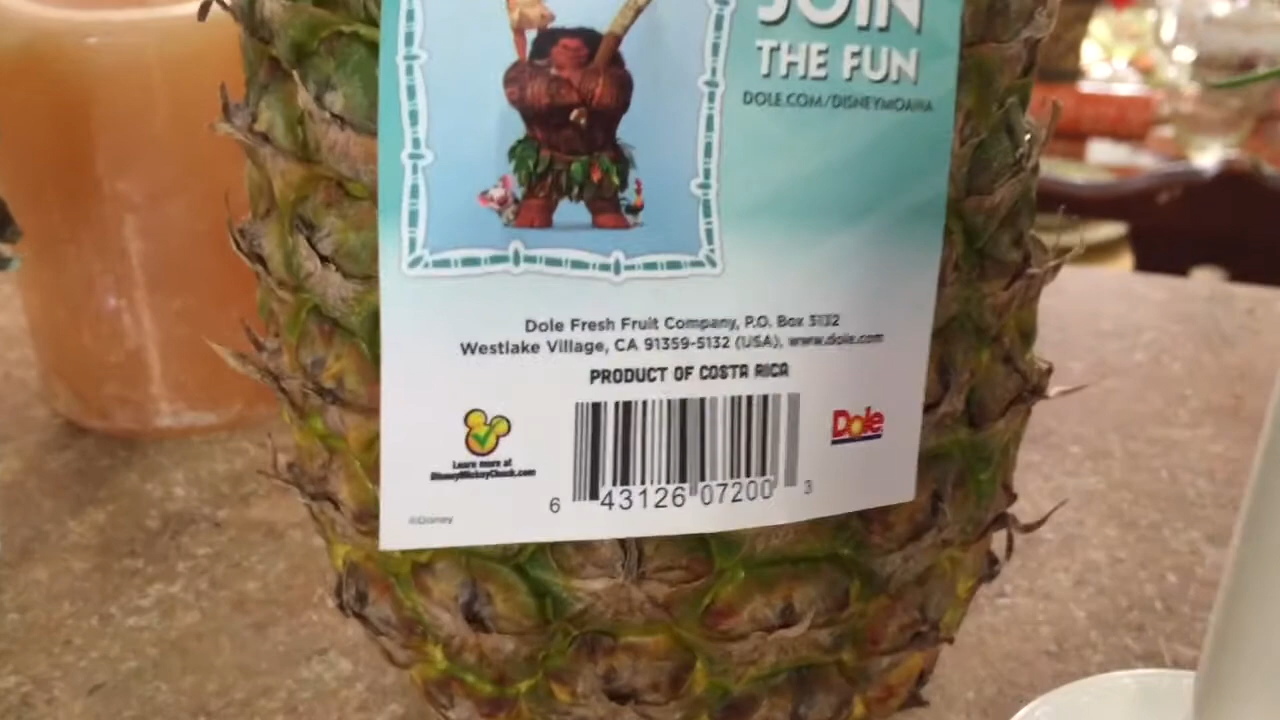 JOIN
THE FUN
DOLE.COM/DISNEYMOANA
Dole Fresh Fruit Company, P.O. Box 5132
Westlake Village, CA 91359-5132 (USA), www.dole.com
PRODUCT OF COSTA RICA
Learn more at
DisneyMickeyCheck.com
Dole
6 43126 07200 3
©Disney